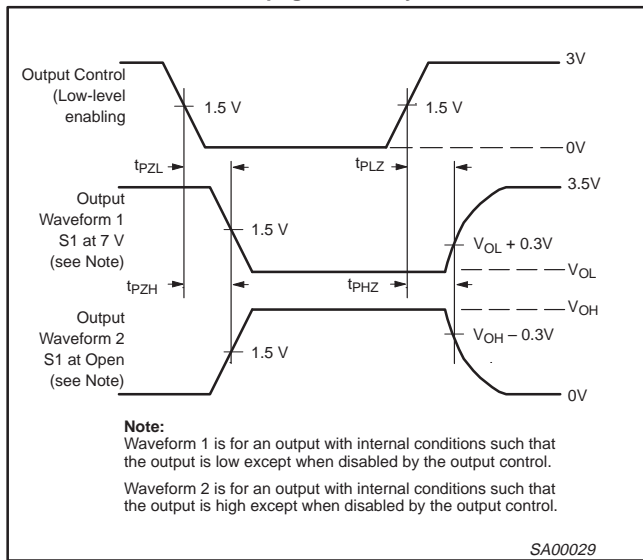 Output Control
(Low-level
enabling
1.5 V
1.5 V
3V
0V
tPZL
tPLZ
Output
Waveform 1
S1 at 7 V
(see Note)
1.5 V
3.5V
VOL + 0.3V
VOL
tPZH
tPHZ
VOH
Output
Waveform 2
S1 at Open
(see Note)
1.5 V
VOH – 0.3V
0V
Note:
Waveform 1 is for an output with internal conditions such that
the output is low except when disabled by the output control.
Waveform 2 is for an output with internal conditions such that
the output is high except when disabled by the output control.
SA00029